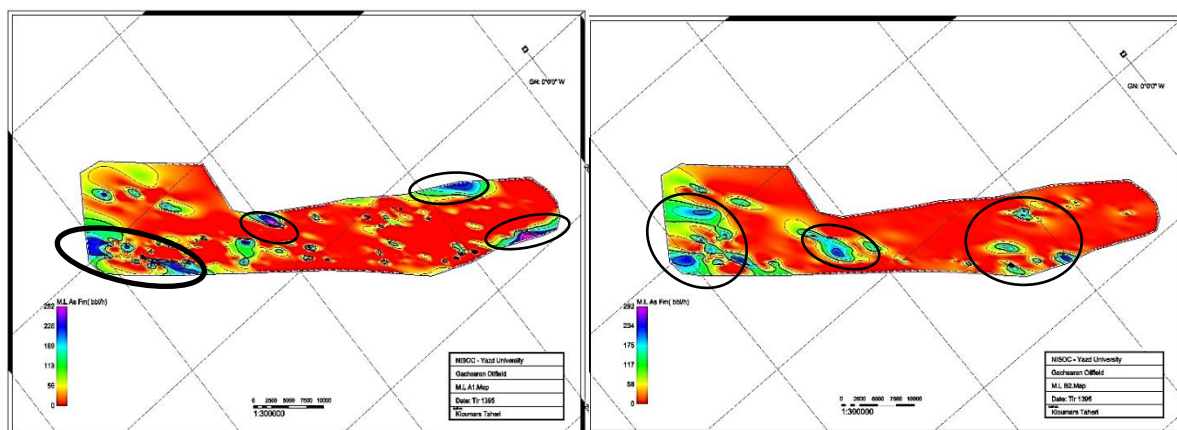 GN: 0°0'0" W
M.L As Fm( bbl/h)
282
226
169
113
56
0
0 2500 5000 7500 10000
1:300000
NISOC - Yazd University
Gachsaran Oilfield
M.L A1.Map
Date: Tir 1395
Kioumars Taheri
GN: 0°0'0" W
M.L As Fm( bbl/h)
292
234
175
117
58
0
0 2500 5000 7500 10000
1:300000
NISOC - Yazd University
Gachsaran Oilfield
M.L B2.Map
Date: Tir 1395
Kioumars Taheri